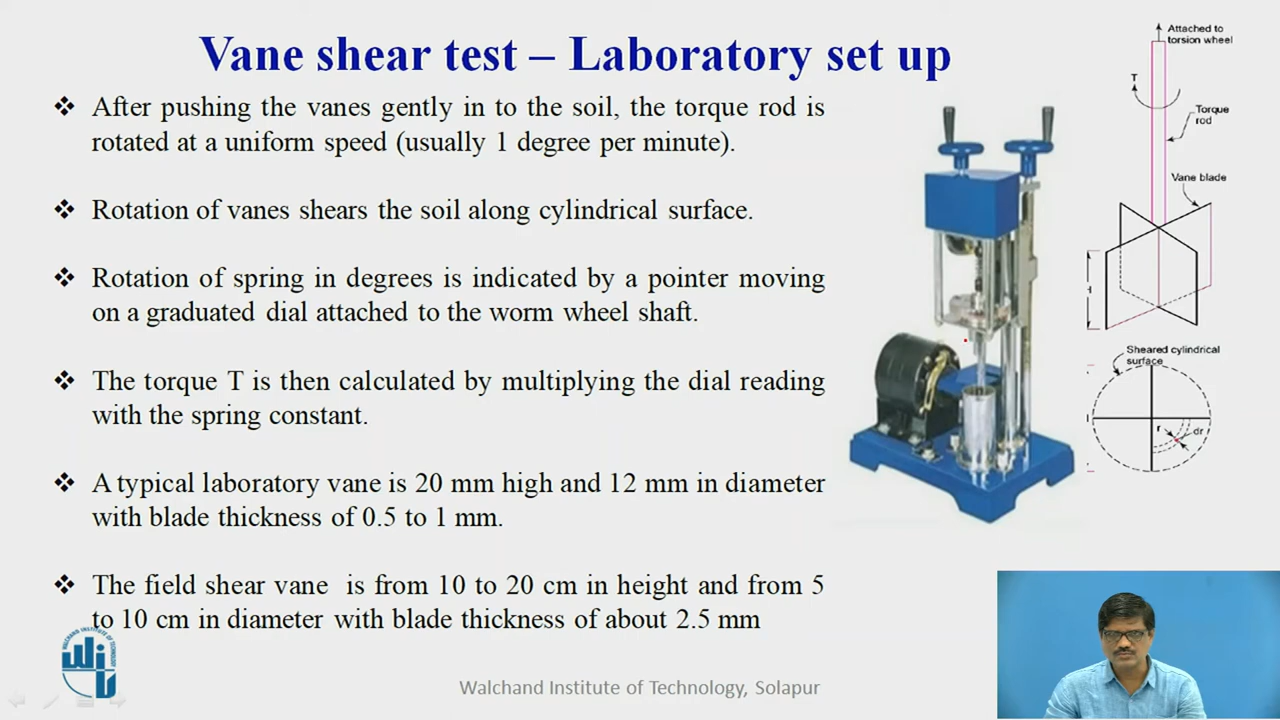 Vane shear test – Laboratory set up
❖ After pushing the vanes gently in to the soil, the torque rod is
rotated at a uniform speed (usually 1 degree per minute).
❖ Rotation of vanes shears the soil along cylindrical surface.
❖ Rotation of spring in degrees is indicated by a pointer moving
on a graduated dial attached to the worm wheel shaft.
❖ The torque T is then calculated by multiplying the dial reading
with the spring constant.
❖ A typical laboratory vane is 20 mm high and 12 mm in diameter
with blade thickness of 0.5 to 1 mm.
❖ The field shear vane is from 10 to 20 cm in height and from 5
to 10 cm in diameter with blade thickness of about 2.5 mm
Attached to
torsion wheel
T
Torque
rod
Vane blade
Sheared cylindrical
surface
r
dr
WALCHAND INSTITUTE OF TECHNOLOGY
Walchand Institute of Technology, Solapur